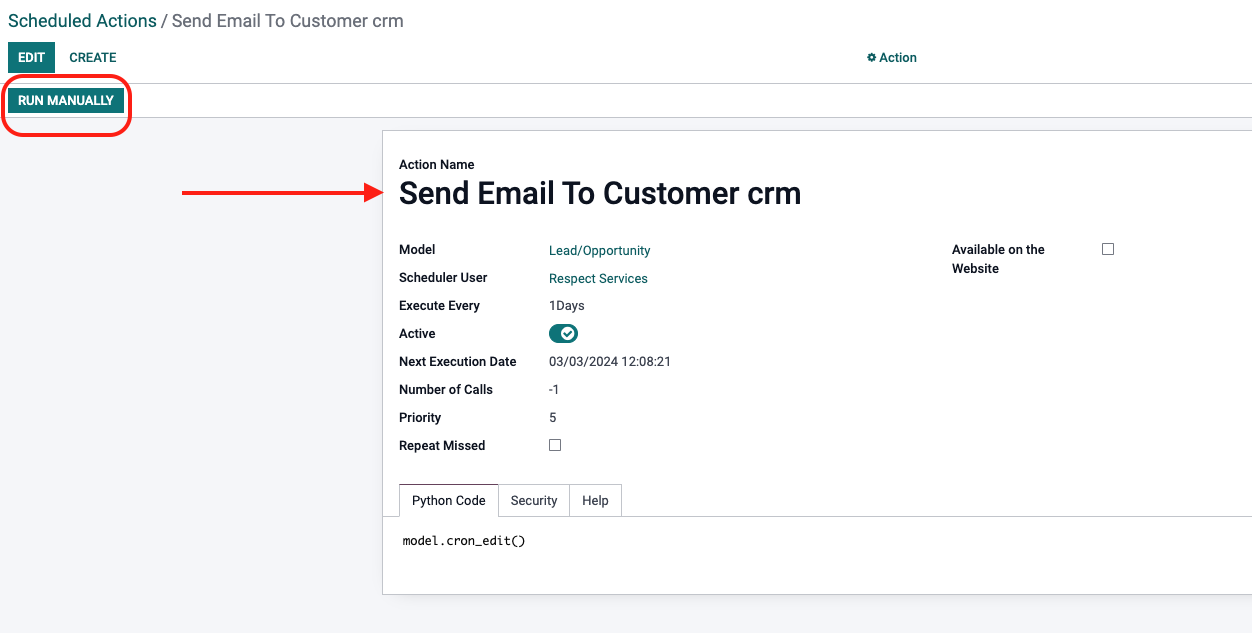 Scheduled Actions / Send Email To Customer crm
EDIT CREATE Action
RUN MANUALLY
Action Name
Send Email To Customer crm
Model Lead/Opportunity Available on the
Website
Scheduler User Respect Services
Execute Every 1Days
Active
Next Execution Date 03/03/2024 12:08:21
Number of Calls -1
Priority 5
Repeat Missed
Python Code Security Help
model.cron_edit()